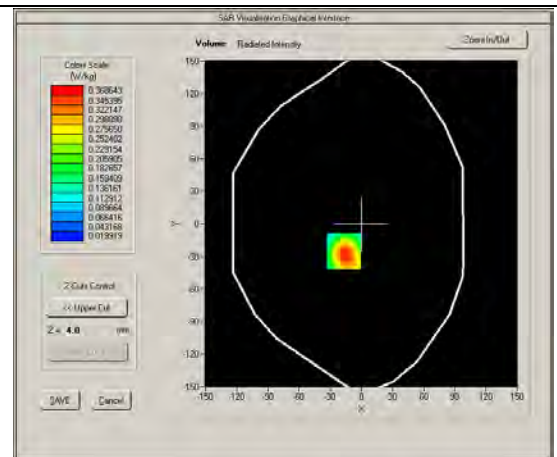 SAR Visualisation Graphical Interface
Volume: Radiated Intensity
Zoom In/Out
Colour Scale
(W/kg)
0.368643
0.345395
0.322147
0.298898
0.275650
0.252402
0.229154
0.205905
0.182657
0.159409
0.136161
0.112912
0.089664
0.066416
0.043168
0.019919
Z Cuts Control
<< Upper Cut
Z = 4.0 mm
SAVE
Cancel
150
120
90
60
30
0
-30
-60
-90
-120
-150
Y
-150 -120 -90 -60 -30 0 30 60 90 120 150
X